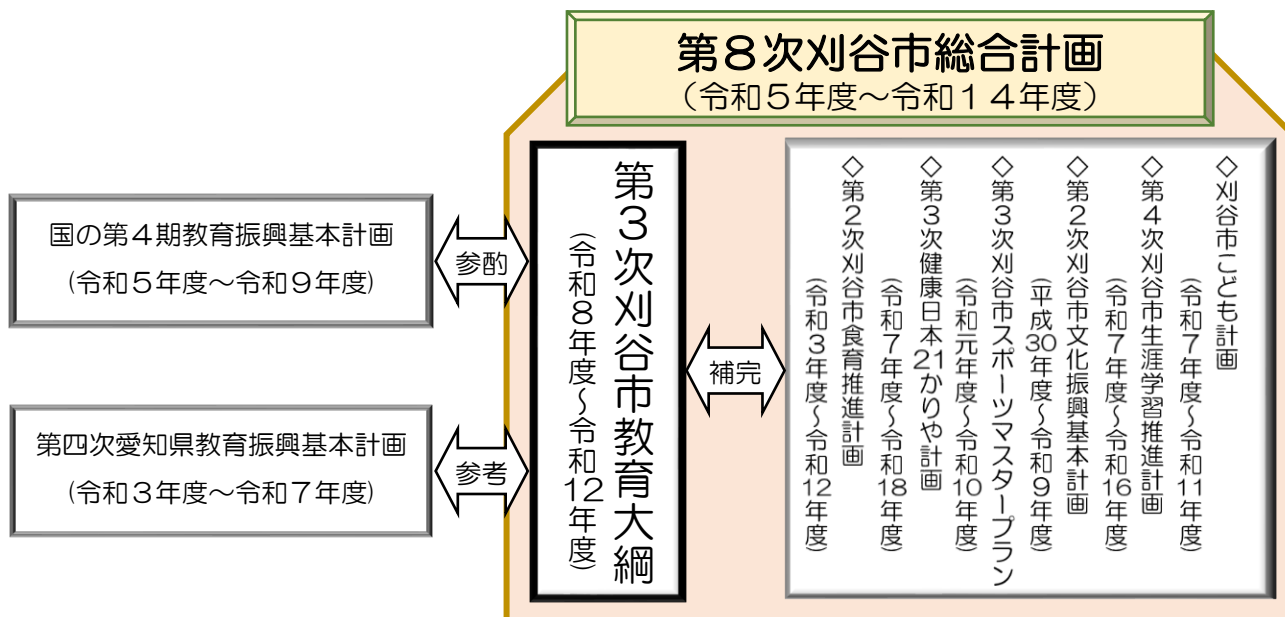 第８次刈谷市総合計画
（令和５年度～令和１４年度）
国の第４期教育振興基本計画
(令和５年度～令和９年度)
参酌
第四次愛知県教育振興基本計画
(令和３年度～令和７年度)
参考
第３次刈谷市教育大綱
(令和８年度～令和12年度)
補完
◇刈谷市こども計画
(令和７年度～令和11年度)
◇第４次刈谷市生涯学習推進計画
(令和７年度～令和16年度)
◇第２次刈谷市文化振興基本計画
(平成30年度～令和９年度)
◇第３次刈谷市スポーツマスタープラン
(令和元年度～令和10年度)
◇第３次健康日本21かりや計画
(令和７年度～令和18年度)
◇第２次刈谷市食育推進計画
(令和３年度～令和12年度)